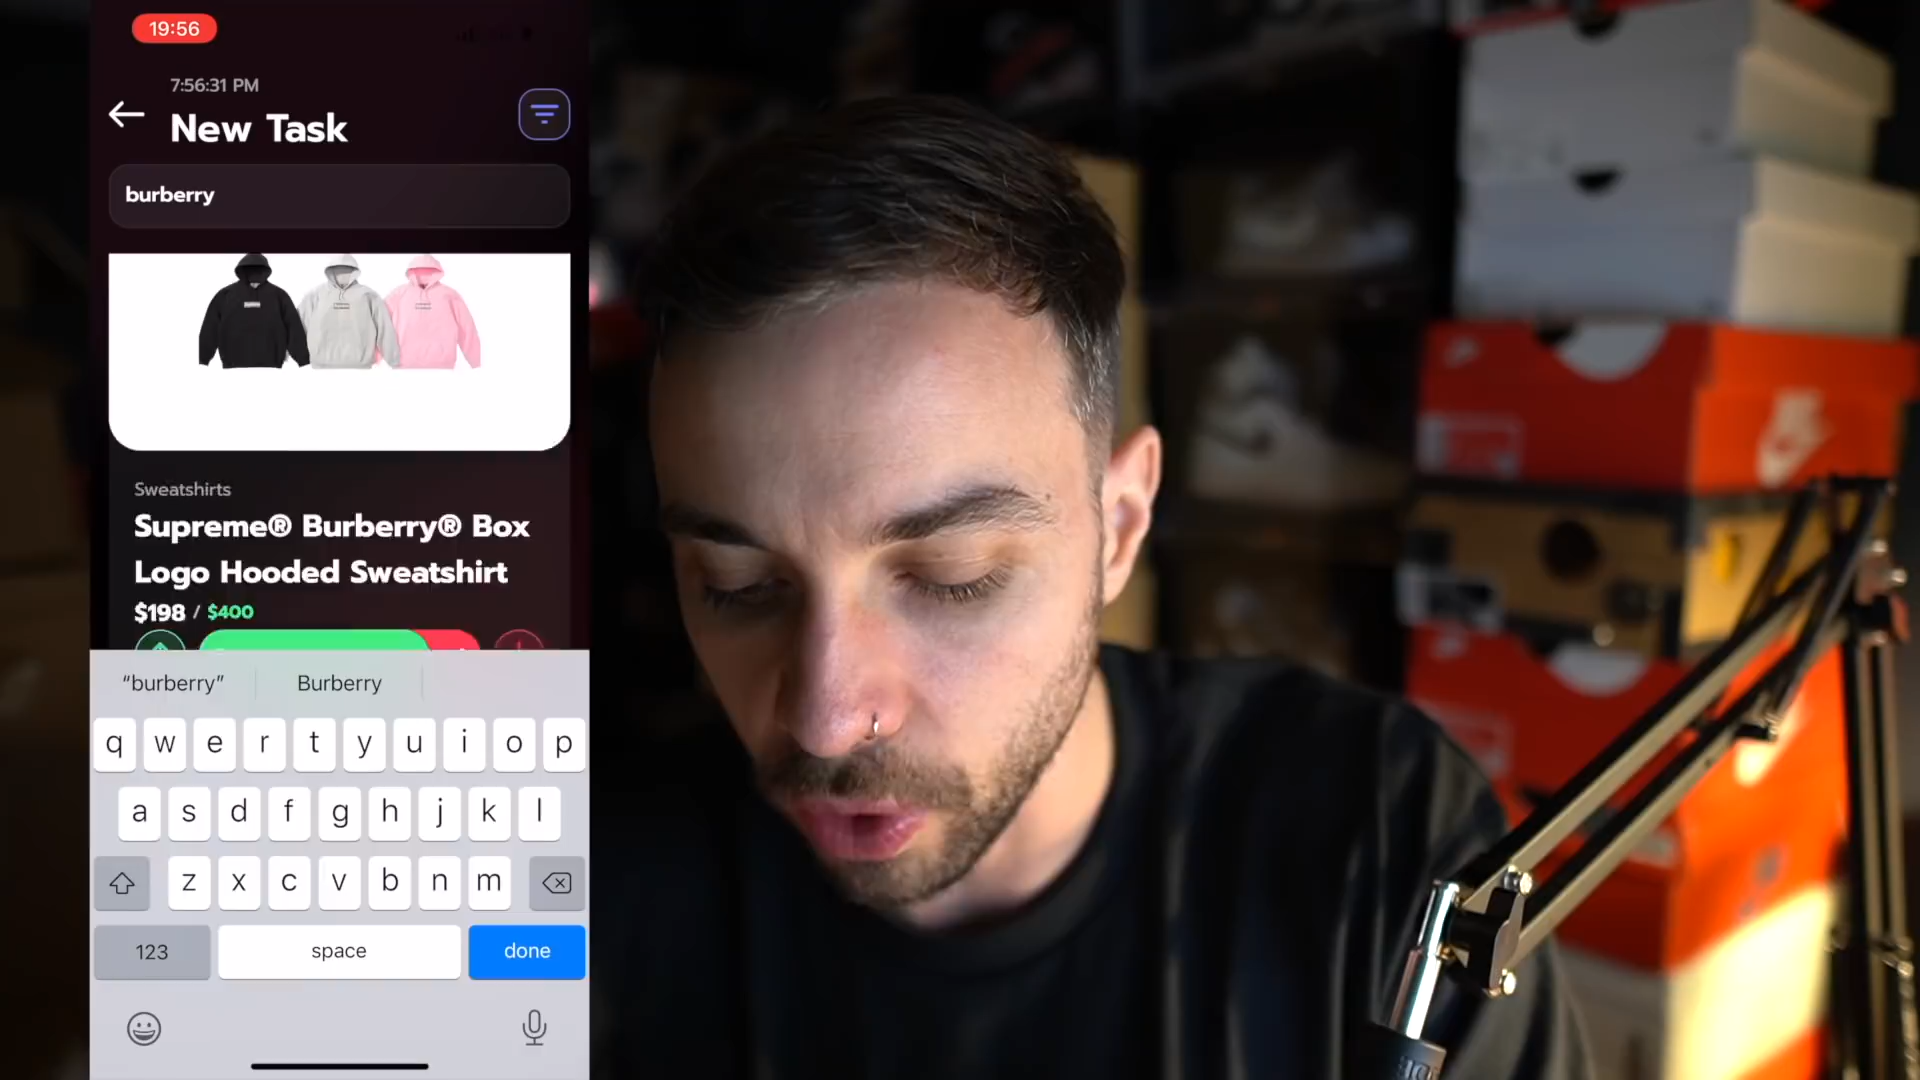 19:56
7:56:31 PM
New Task
burberry
Sweatshirts
Supreme® Burberry® Box
Logo Hooded Sweatshirt
$198 / $400
“burberry” Burberry
q w e r t y u i o p
a s d f g h j k l
z x c v b n m
123 space done